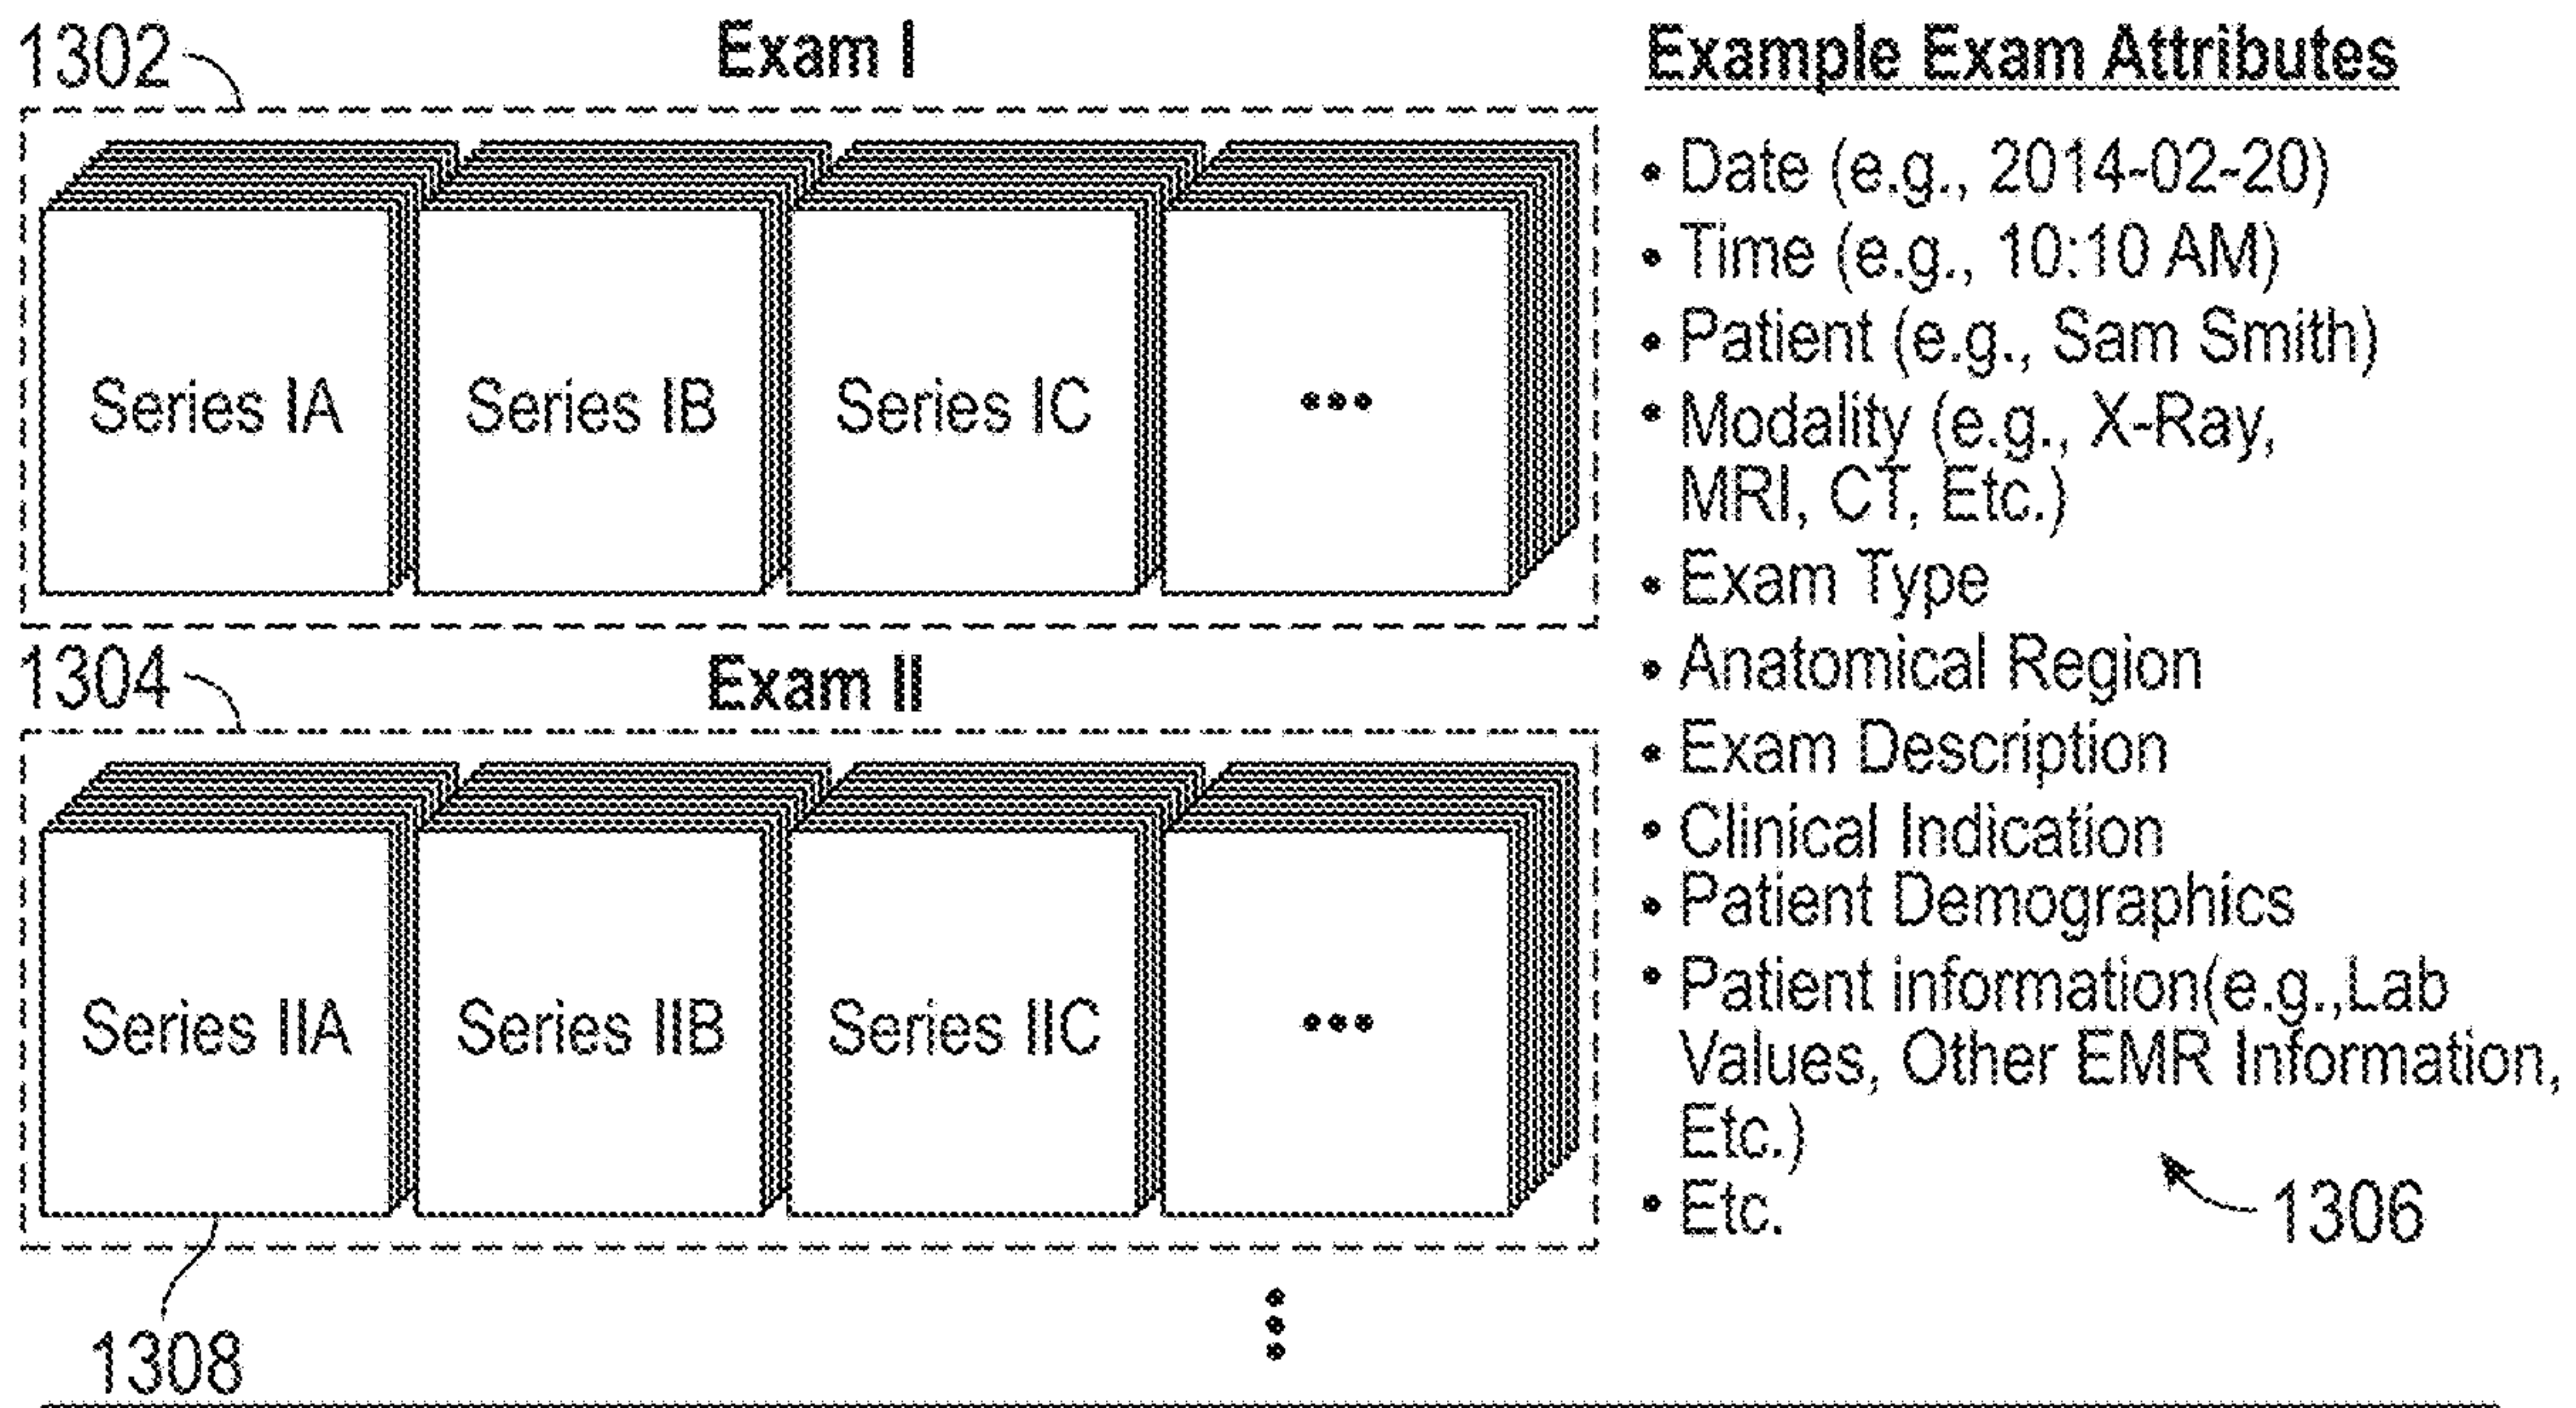 1302
Exam I
Series IA
Series IB
Series IC
•••
1304
Exam II
Series IIA
Series IIB
Series IIC
•••
1308
Example Exam Attributes
• Date (e.g., 2014-02-20)
• Time (e.g., 10:10 AM)
• Patient (e.g., Sam Smith)
• Modality (e.g., X-Ray,
MRI, CT, Etc.)
• Exam Type
• Anatomical Region
• Exam Description
• Clinical Indication
• Patient Demographics
• Patient information(e.g.,Lab
Values, Other EMR Information,
Etc.)
• Etc.
1306